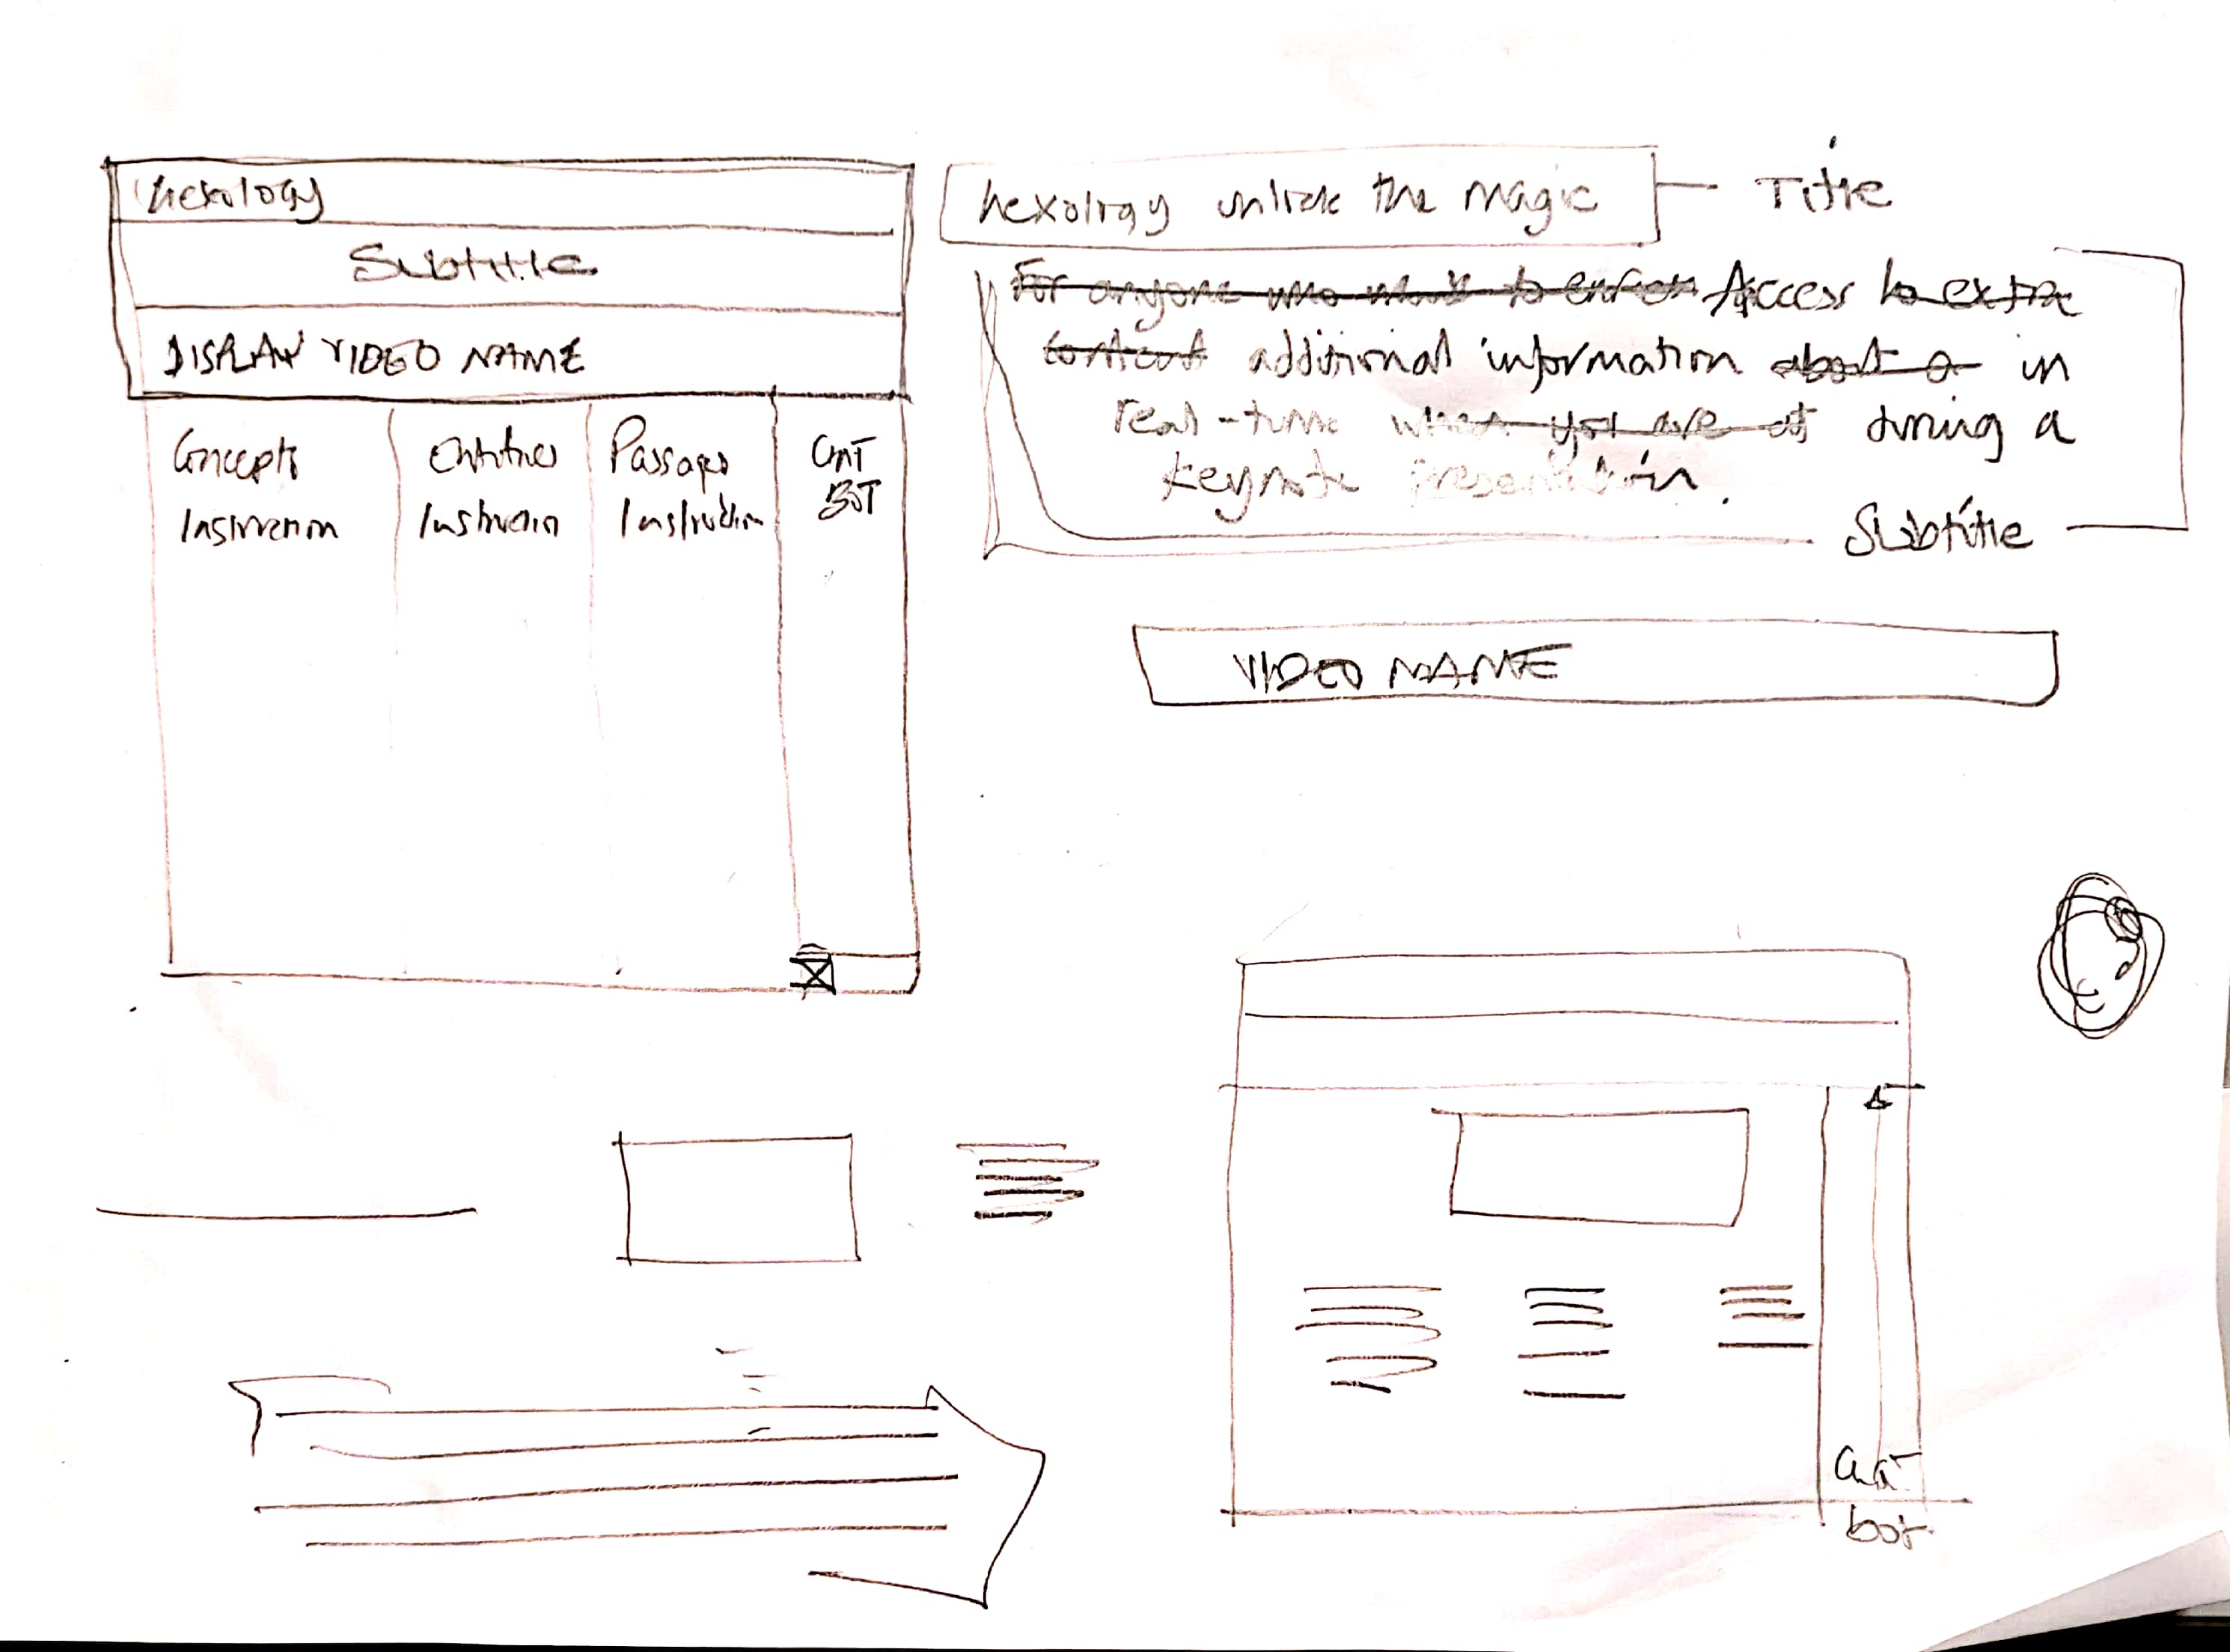 hexology
Subtitle
DISPLAY VIDEO NAME
Concepts
Instruction
Entities
Instruction
Passages
Instruction
CHAT
BOT
hexology unlock the magic
Title
For anyone who want to enrich Access to extra
content additional information about a in
real-time when you are at during a
keynote presentation.
Subtitle
VIDEO NAME
Chat
bot